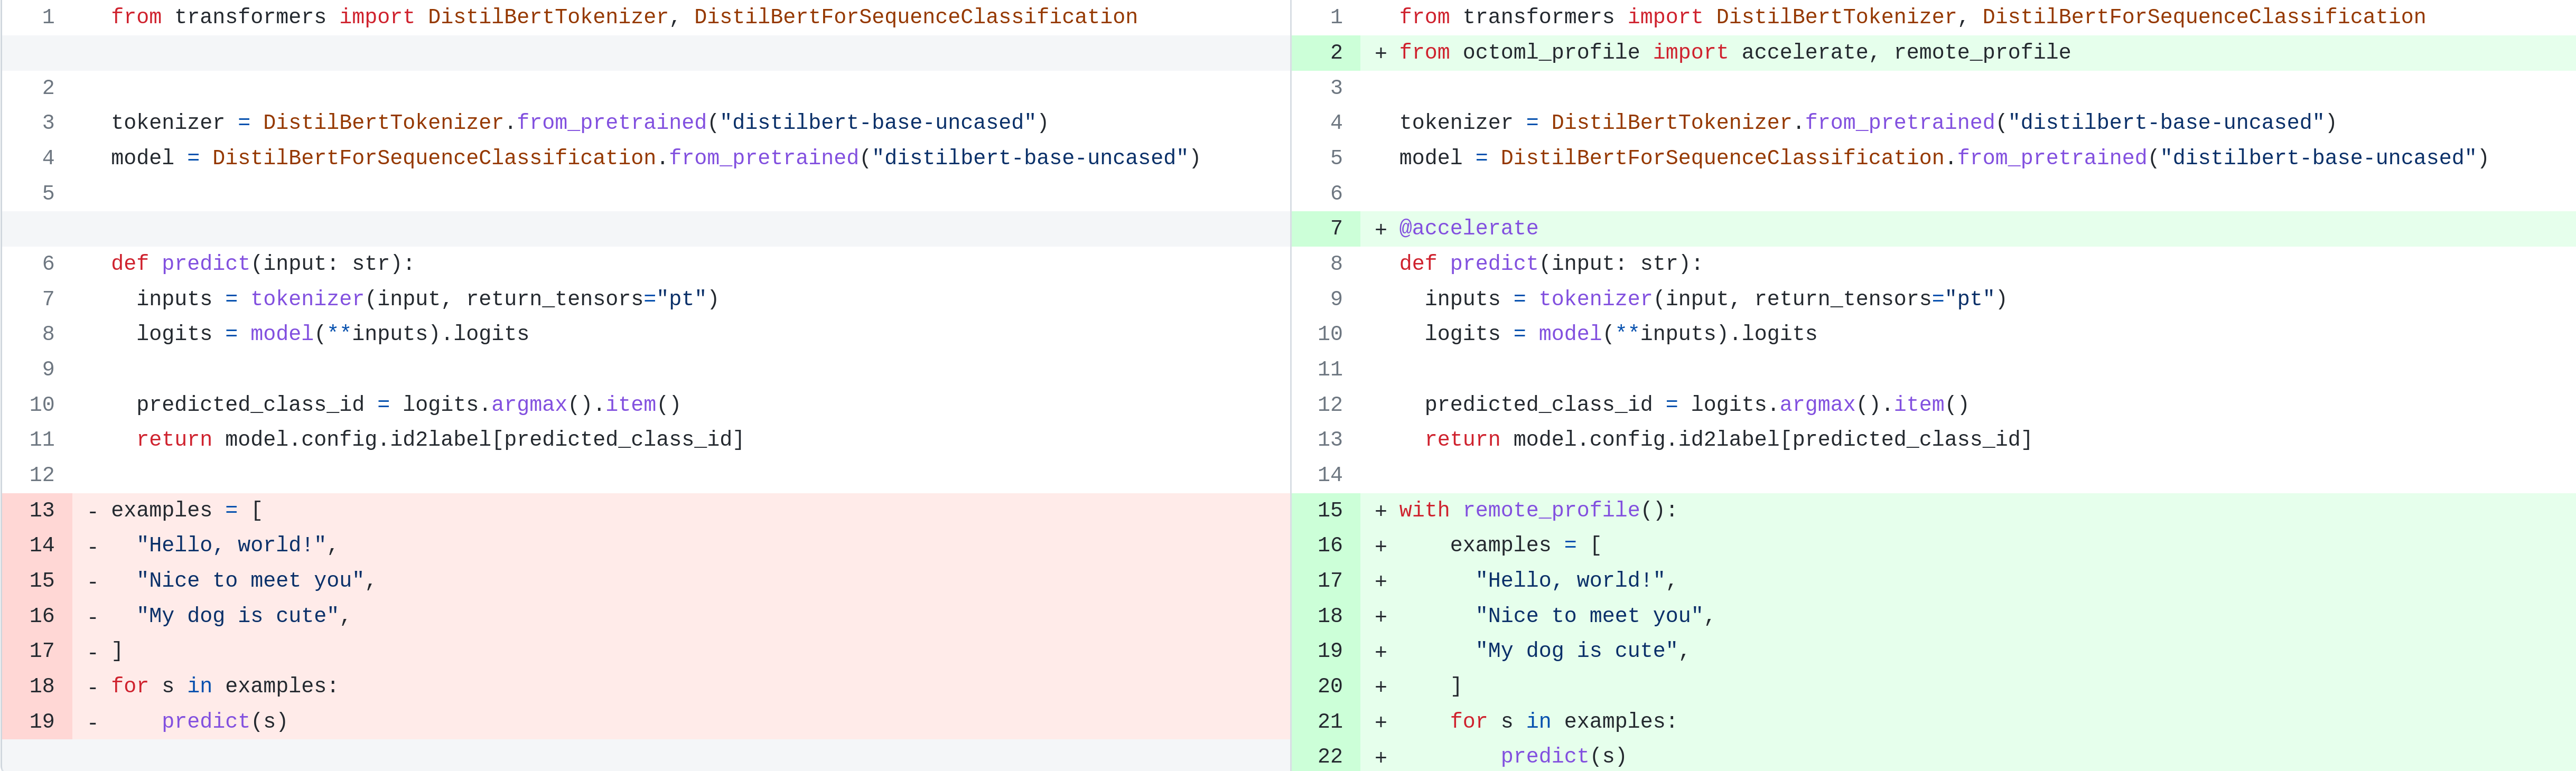 1 from transformers import DistilBertTokenizer, DistilBertForSequenceClassification
2
3 tokenizer = DistilBertTokenizer.from_pretrained("distilbert-base-uncased")
4 model = DistilBertForSequenceClassification.from_pretrained("distilbert-base-uncased")
5
6 def predict(input: str):
7   inputs = tokenizer(input, return_tensors="pt")
8   logits = model(**inputs).logits
9
10   predicted_class_id = logits.argmax().item()
11   return model.config.id2label[predicted_class_id]
12
13 - examples = [
14 -   "Hello, world!",
15 -   "Nice to meet you",
16 -   "My dog is cute",
17 - ]
18 - for s in examples:
19 -     predict(s)
1 from transformers import DistilBertTokenizer, DistilBertForSequenceClassification
2 + from octoml_profile import accelerate, remote_profile
3
4 tokenizer = DistilBertTokenizer.from_pretrained("distilbert-base-uncased")
5 model = DistilBertForSequenceClassification.from_pretrained("distilbert-base-uncased")
6
7 + @accelerate
8 def predict(input: str):
9   inputs = tokenizer(input, return_tensors="pt")
10   logits = model(**inputs).logits
11
12   predicted_class_id = logits.argmax().item()
13   return model.config.id2label[predicted_class_id]
14
15 + with remote_profile():
16 +     examples = [
17 +       "Hello, world!",
18 +       "Nice to meet you",
19 +       "My dog is cute",
20 +     ]
21 +     for s in examples:
22 +         predict(s)